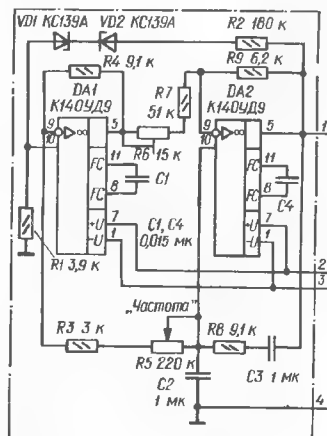 VD1 КС139А VD2 КС139А
R2 180 к
R4 9,1 к
R9 6,2 к
R7
51 к
DA1
К140УД9
DA2
К140УД9
9
10
▷∞
5
R6 15 к
9
10
▷∞
5
1
FC
11
C1
FC
8
FC
11
C4
FC
8
+U
7
-U
1
C1, C4
0,015 мк
+U
7
-U
1
R1 3,9 к
2
3
„Частота"
R3 3 к
R5 220 к
R8 9,1 к
C2
1 мк
C3 1 мк
4